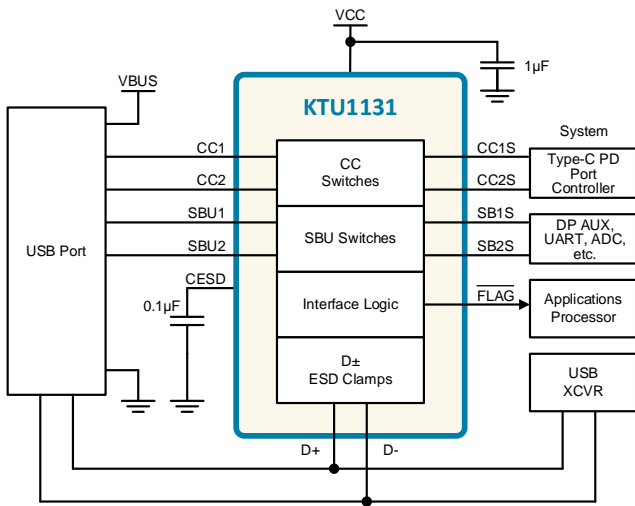 VCC
1µF
VBUS
KTU1131
System
CC1
CC
Switches
CC1S
Type-C PD
Port
Controller
CC2
CC2S
USB Port
SBU1
SBU Switches
SB1S
DP AUX,
UART, ADC,
etc.
SBU2
SB2S
CESD
0.1µF
Interface Logic
FLAG
Applications
Processor
D±
ESD Clamps
USB
XCVR
D+
D-